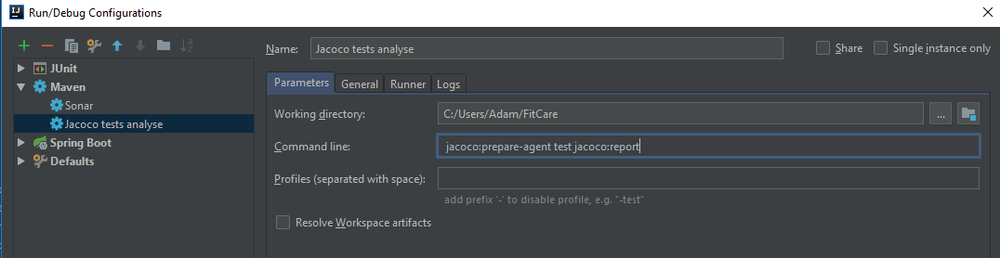 Run/Debug Configurations
Name: Jacoco tests analyse Share Single instance only
JUnit
Maven
Sonar
Jacoco tests analyse
Spring Boot
Defaults
Parameters General Runner Logs
Working directory: C:/Users/Adam/FitCare ...
Command line: jacoco:prepare-agent test jacoco:report
Profiles (separated with space):
add prefix '-' to disable profile, e.g. "-test"
Resolve Workspace artifacts